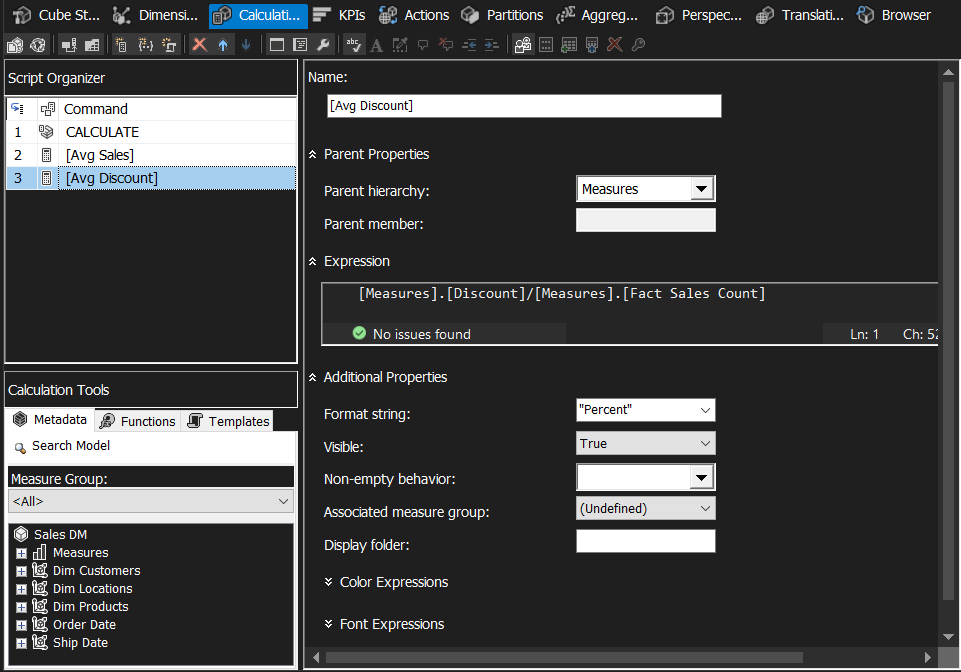 Cube St... Dimensi... Calculati... KPIs Actions Partitions Aggreg... Perspec... Translati... Browser
Script Organizer
Command
1 CALCULATE
2 [Avg Sales]
3 [Avg Discount]
Calculation Tools
Metadata Functions Templates
Search Model
Measure Group:
<All>
Sales DM
Measures
Dim Customers
Dim Locations
Dim Products
Order Date
Ship Date
Name:
[Avg Discount]
Parent Properties
Parent hierarchy: Measures
Parent member:
Expression
[Measures].[Discount]/[Measures].[Fact Sales Count]
No issues found Ln: 1 Ch: 52
Additional Properties
Format string: "Percent"
Visible: True
Non-empty behavior:
Associated measure group: (Undefined)
Display folder:
Color Expressions
Font Expressions